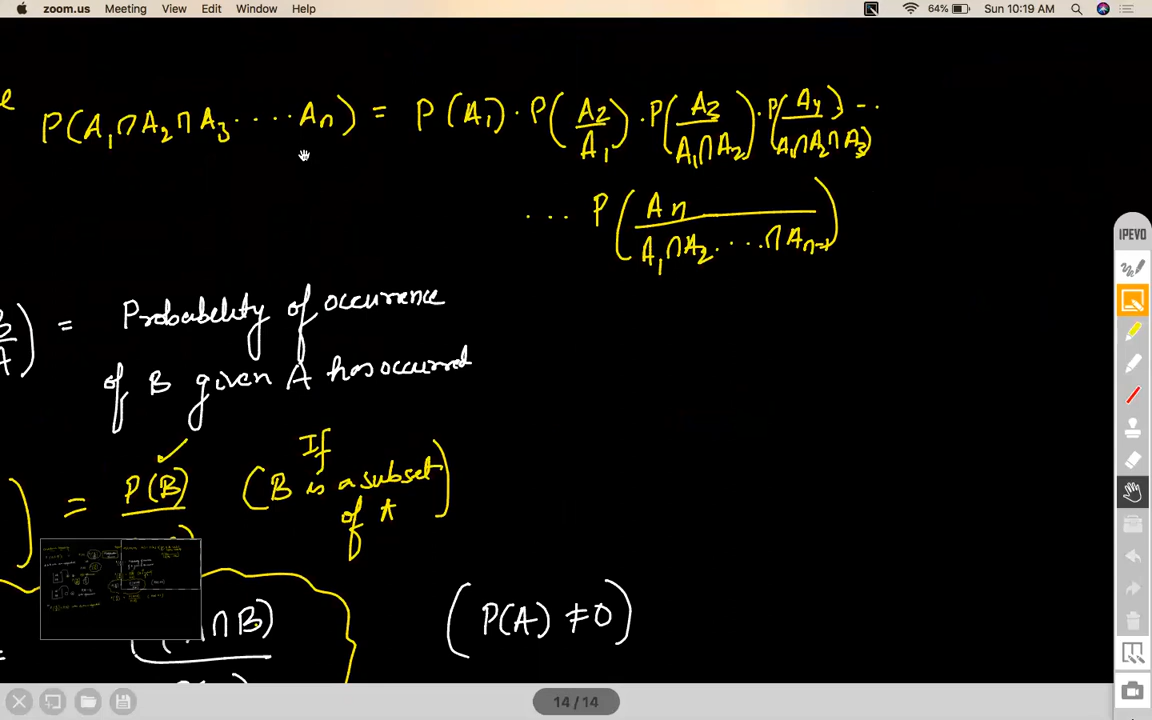 zoom.us Meeting View Edit Window Help 64% Sun 10:19 AM
P(A₁∩A₂∩A₃.....Aₙ) = P(A₁)·P(A₂/A₁)·P(A₃/A₁∩A₂)·P(A₄/A₁∩A₂∩A₃)--..
... P(Aₙ/A₁∩A₂.....∩Aₙ₋₁)
IPEVO
= Probability of occurrence
of B given A has occurred
If
= P(B) (B is a subset
of A
∩B) (P(A) ≠0)
14 / 14